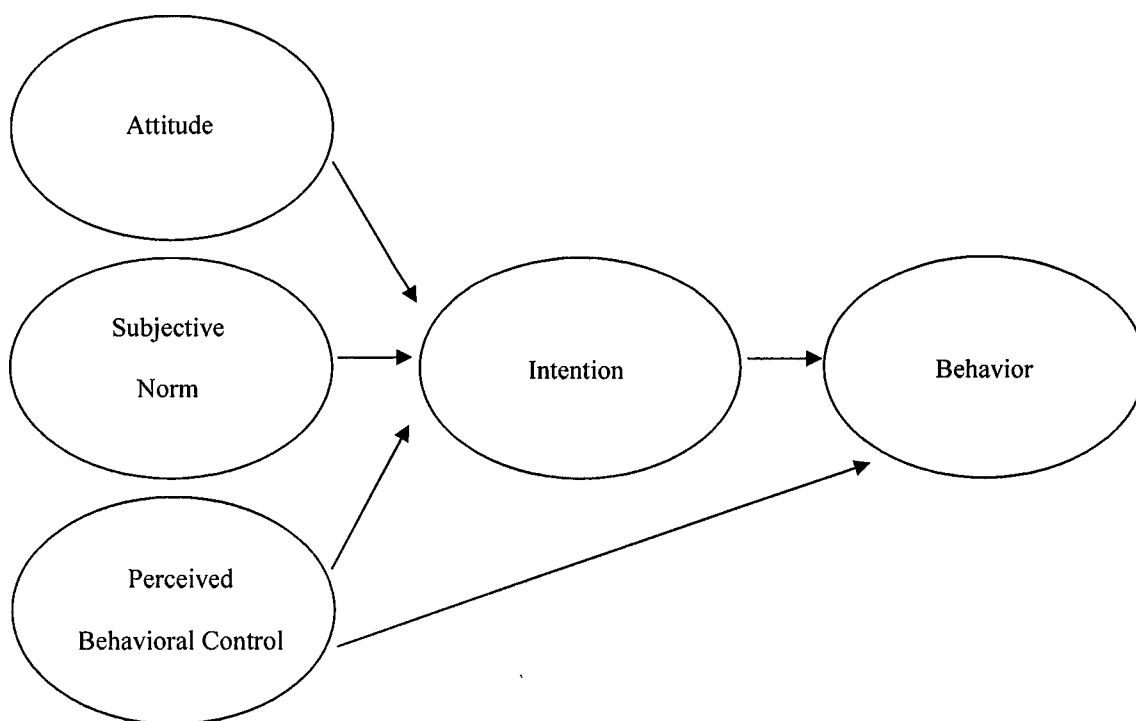 Attitude
Subjective
Norm
Intention
Behavior
Perceived
Behavioral Control